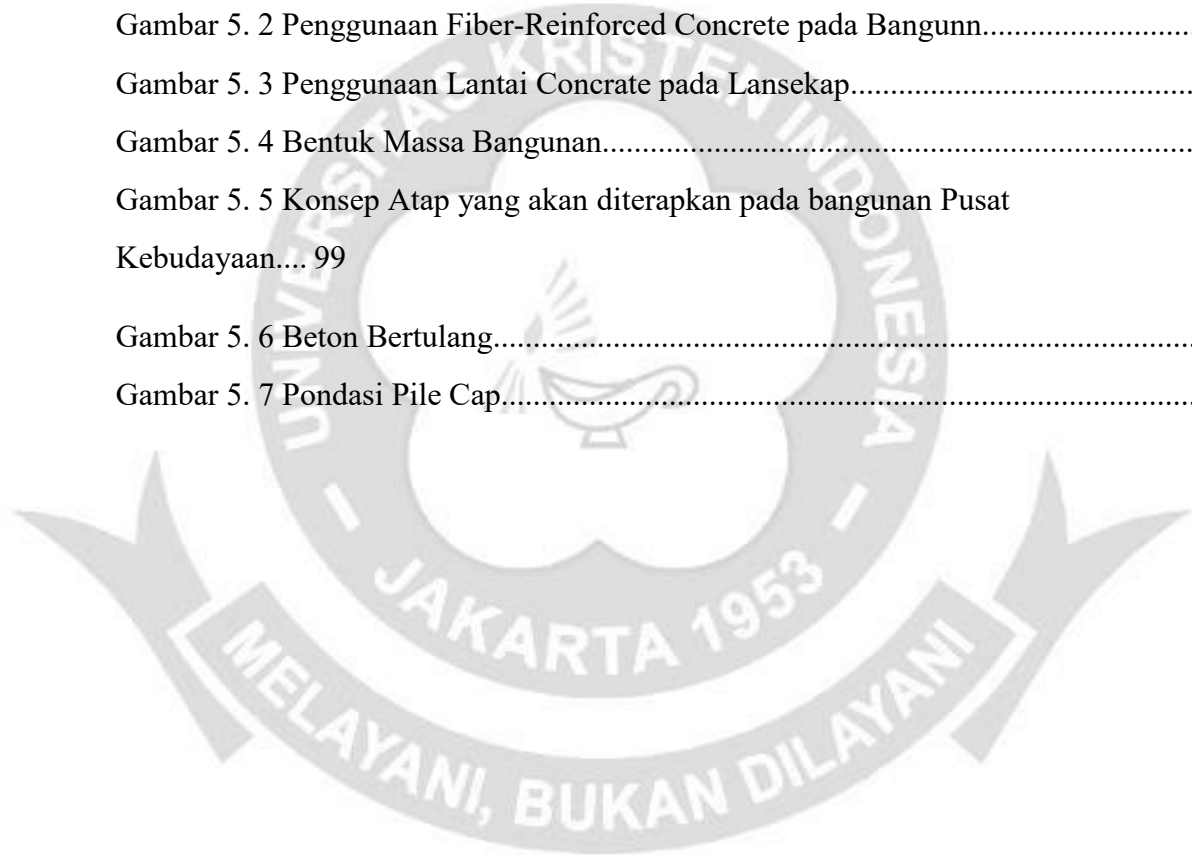 Gambar 5. 2 Penggunaan Fiber-Reinforced Concrete pada Bangunn..........................
Gambar 5. 3 Penggunaan Lantai Concrate pada Lansekap..........................................
Gambar 5. 4 Bentuk Massa Bangunan.........................................................................
Gambar 5. 5 Konsep Atap yang akan diterapkan pada bangunan Pusat
Kebudayaan.... 99
Gambar 5. 6 Beton Bertulang.......................................................................................
Gambar 5. 7 Pondasi Pile Cap......................................................................................
UNIVERSITAS KRISTEN INDONESIA
- JAKARTA 1953 -
MELAYANI, BUKAN DILAYANI